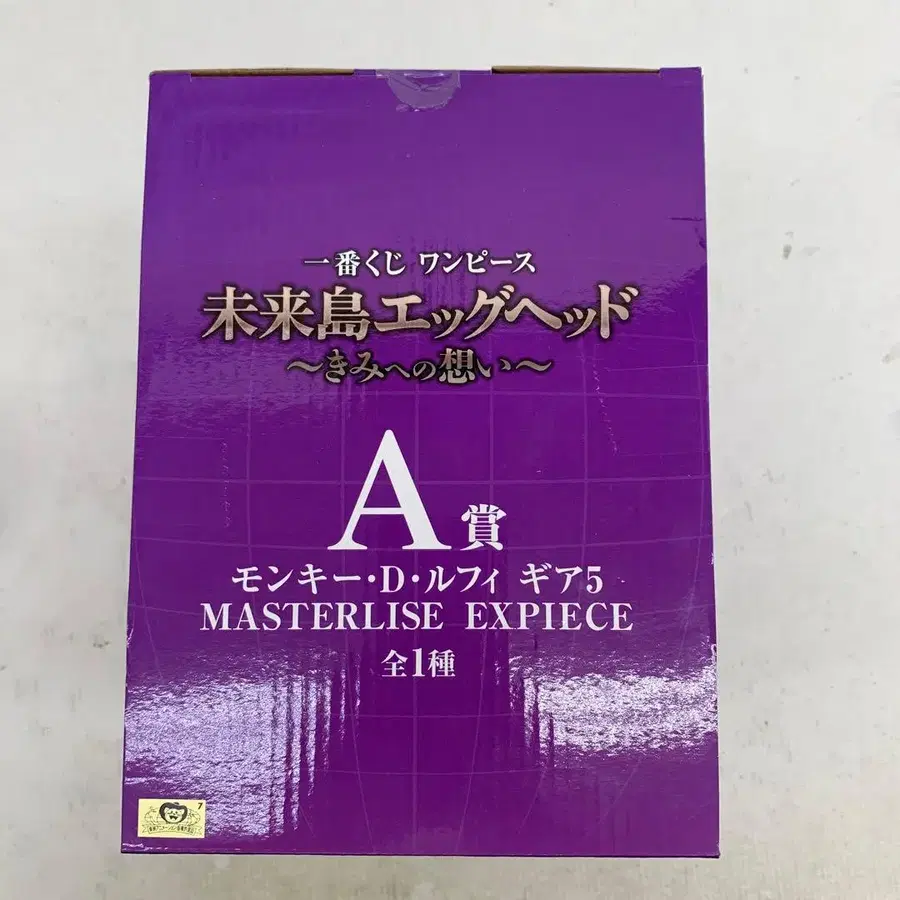 一番くじ ワンピース
未来島エッグヘッド
～きみへの想い～
A賞
モンキー・D・ルフィ ギア5
MASTERLISE EXPIECE
全1種
7